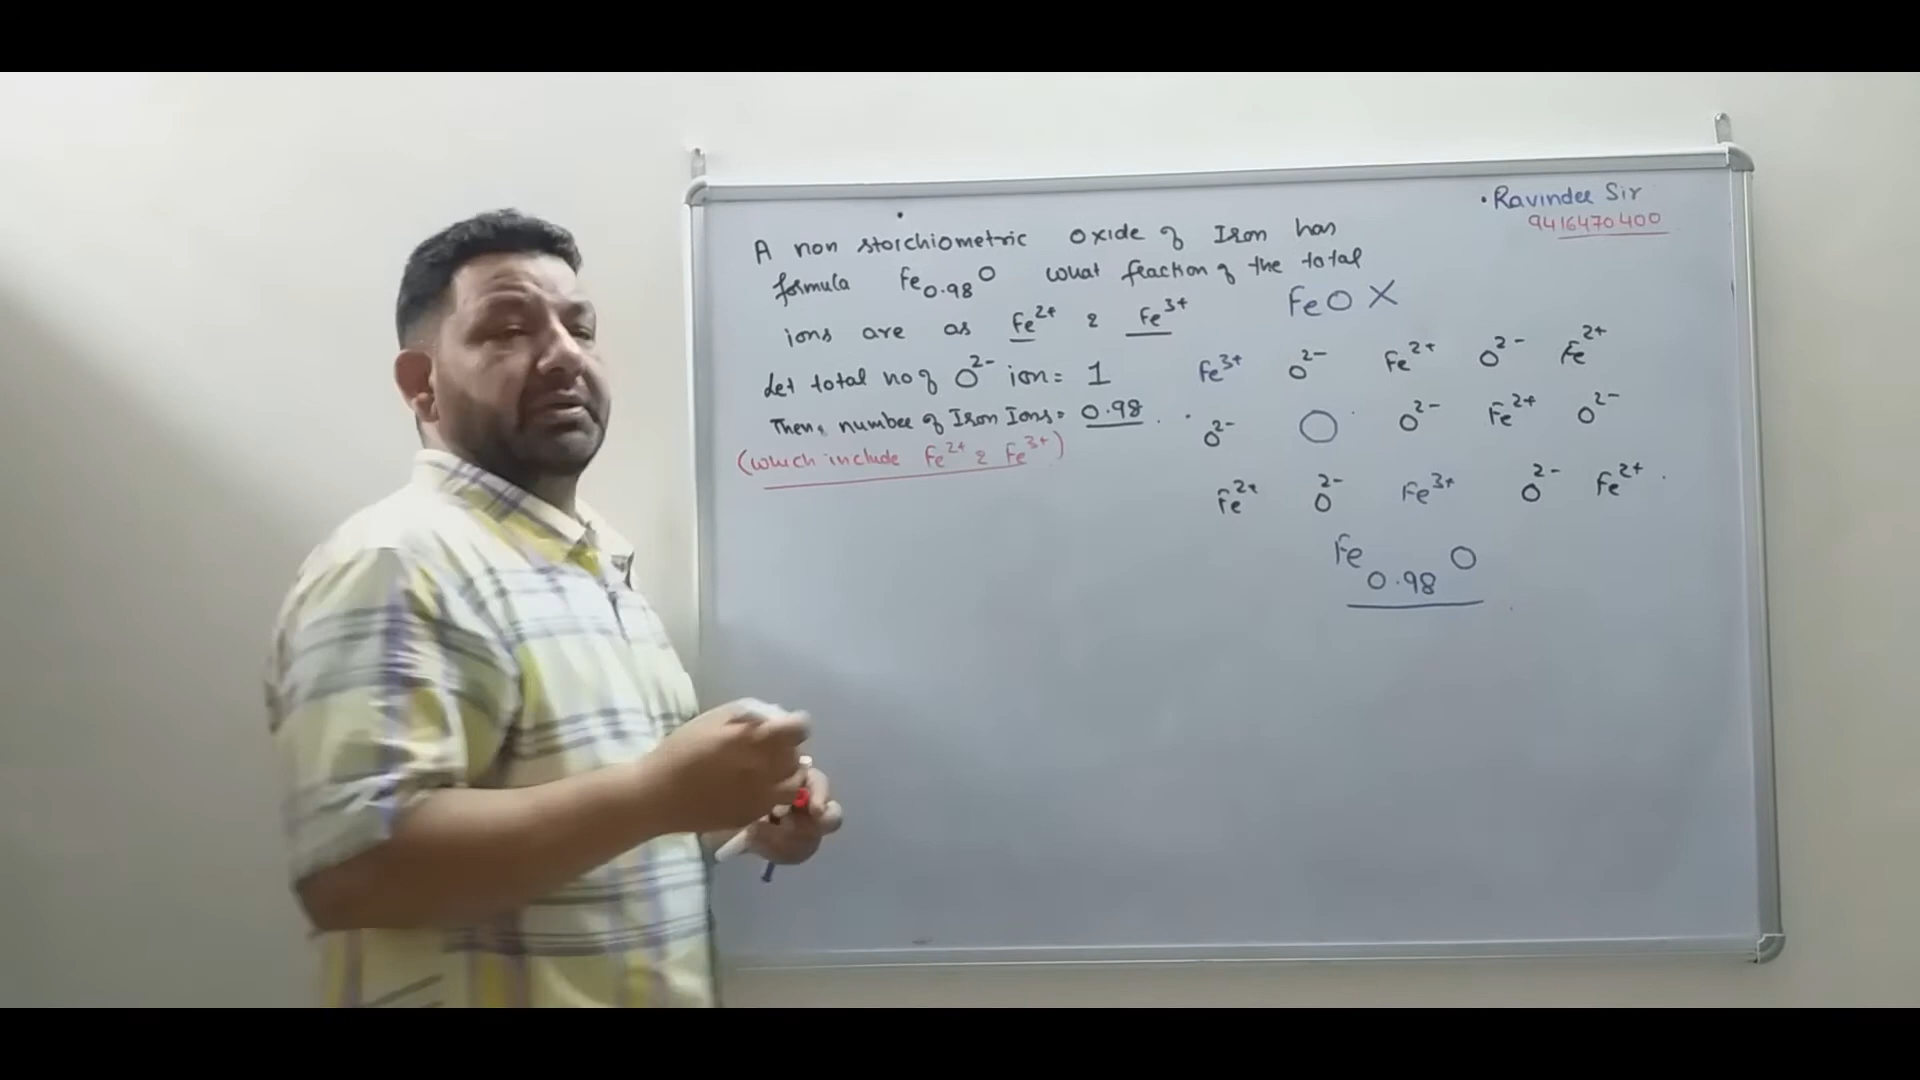 • Ravinder Sir
9416470400
A non stoichiometric oxide of Iron has
formula Fe0.98O what fraction of the total
ions are as Fe2+ & Fe3+
FeO X
Let total no of O2- ion = 1
Then, number of Iron Ions = 0.98
(which include Fe2+ & Fe3+)
Fe3+ O2- Fe2+ O2- Fe2+
O2- O O2- Fe2+ O2-
Fe2+ O2- Fe3+ O2- Fe2+
Fe0.98O